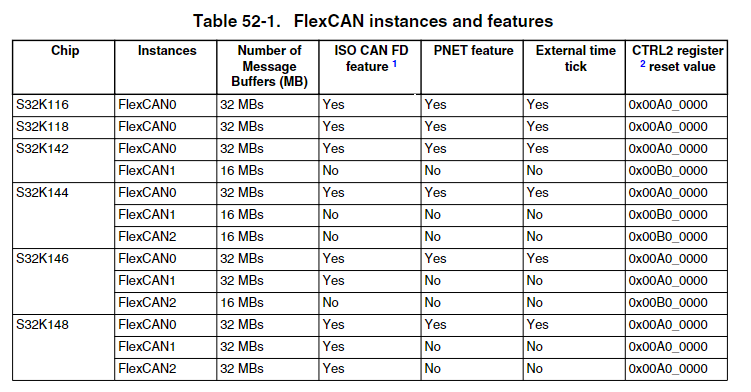 Table 52-1. FlexCAN instances and features
Chip Instances Number of Message Buffers (MB) ISO CAN FD feature 1 PNET feature External time tick CTRL2 register 2 reset value
S32K116 FlexCAN0 32 MBs Yes Yes Yes 0x00A0_0000
S32K118 FlexCAN0 32 MBs Yes Yes Yes 0x00A0_0000
S32K142 FlexCAN0 32 MBs Yes Yes Yes 0x00A0_0000
FlexCAN1 16 MBs No No No 0x00B0_0000
S32K144 FlexCAN0 32 MBs Yes Yes Yes 0x00A0_0000
FlexCAN1 16 MBs No No No 0x00B0_0000
FlexCAN2 16 MBs No No No 0x00B0_0000
S32K146 FlexCAN0 32 MBs Yes Yes Yes 0x00A0_0000
FlexCAN1 32 MBs Yes No No 0x00A0_0000
FlexCAN2 16 MBs No No No 0x00B0_0000
S32K148 FlexCAN0 32 MBs Yes Yes Yes 0x00A0_0000
FlexCAN1 32 MBs Yes No No 0x00A0_0000
FlexCAN2 32 MBs Yes No No 0x00A0_0000